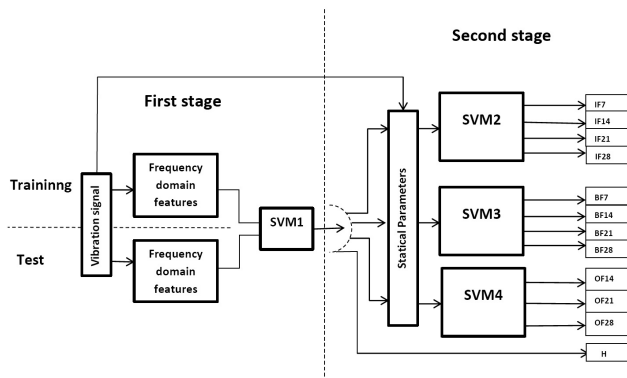 Second stage
First stage
Traininng
Test
Vibration signal
Frequency
domain
features
Frequency
domain
features
SVM1
Statical Parameters
SVM2
IF7
IF14
IF21
IF28
SVM3
BF7
BF14
BF21
BF28
SVM4
OF14
OF21
OF28
H